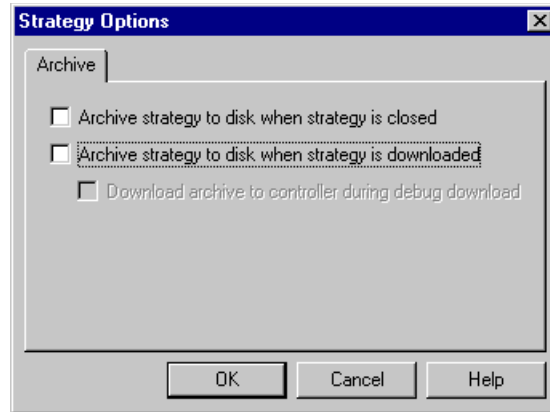 Strategy Options
Archive
Archive strategy to disk when strategy is closed
Archive strategy to disk when strategy is downloaded
Download archive to controller during debug download
OK
Cancel
Help